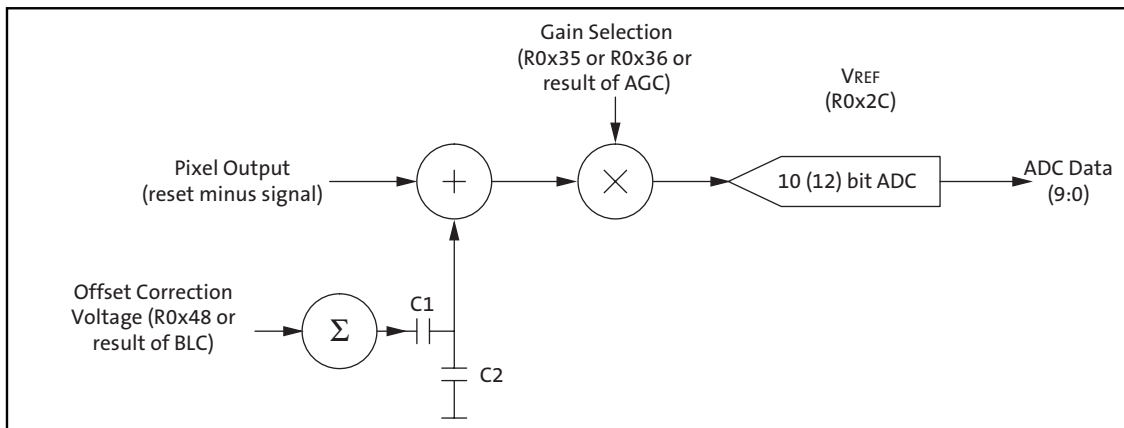 Gain Selection
(R0x35 or R0x36 or
result of AGC)
VREF
(R0x2C)
Pixel Output
(reset minus signal)
+
×
10 (12) bit ADC
ADC Data
(9:0)
Offset Correction
Voltage (R0x48 or
result of BLC)
Σ
C1
C2